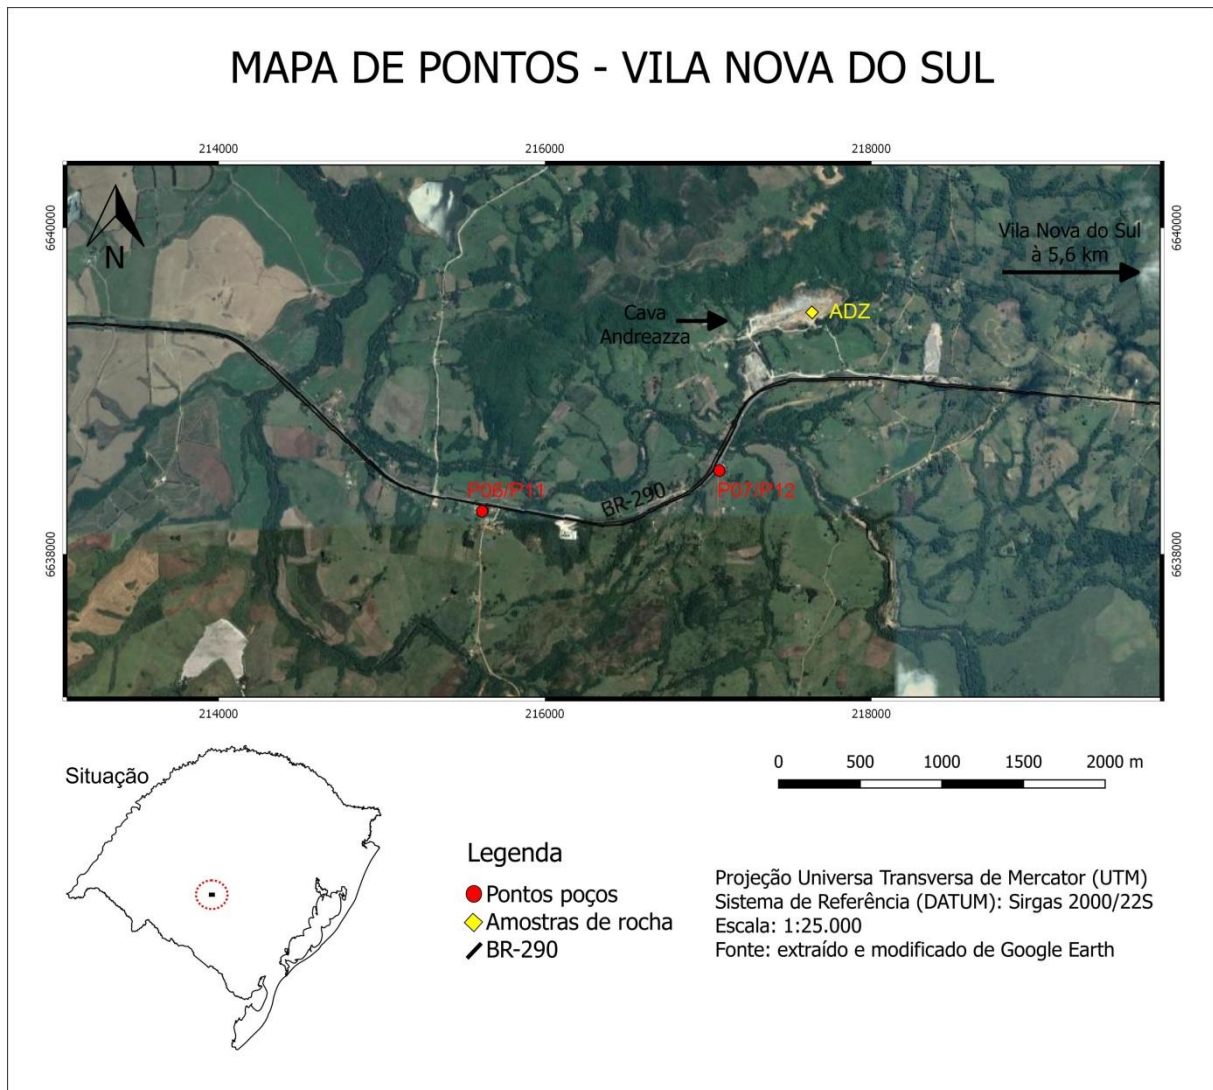 MAPA DE PONTOS - VILA NOVA DO SUL
214000
216000
218000
6640000
6640000
N
Vila Nova do Sul
à 5,6 km
Cava
Andreazza
ADZ
P06/P11
BR-290
P07/P12
6638000
6638000
214000
216000
218000
Situação
0 500 1000 1500 2000 m
Legenda
Pontos poços
Amostras de rocha
BR-290
Projeção Universa Transversa de Mercator (UTM)
Sistema de Referência (DATUM): Sirgas 2000/22S
Escala: 1:25.000
Fonte: extraído e modificado de Google Earth